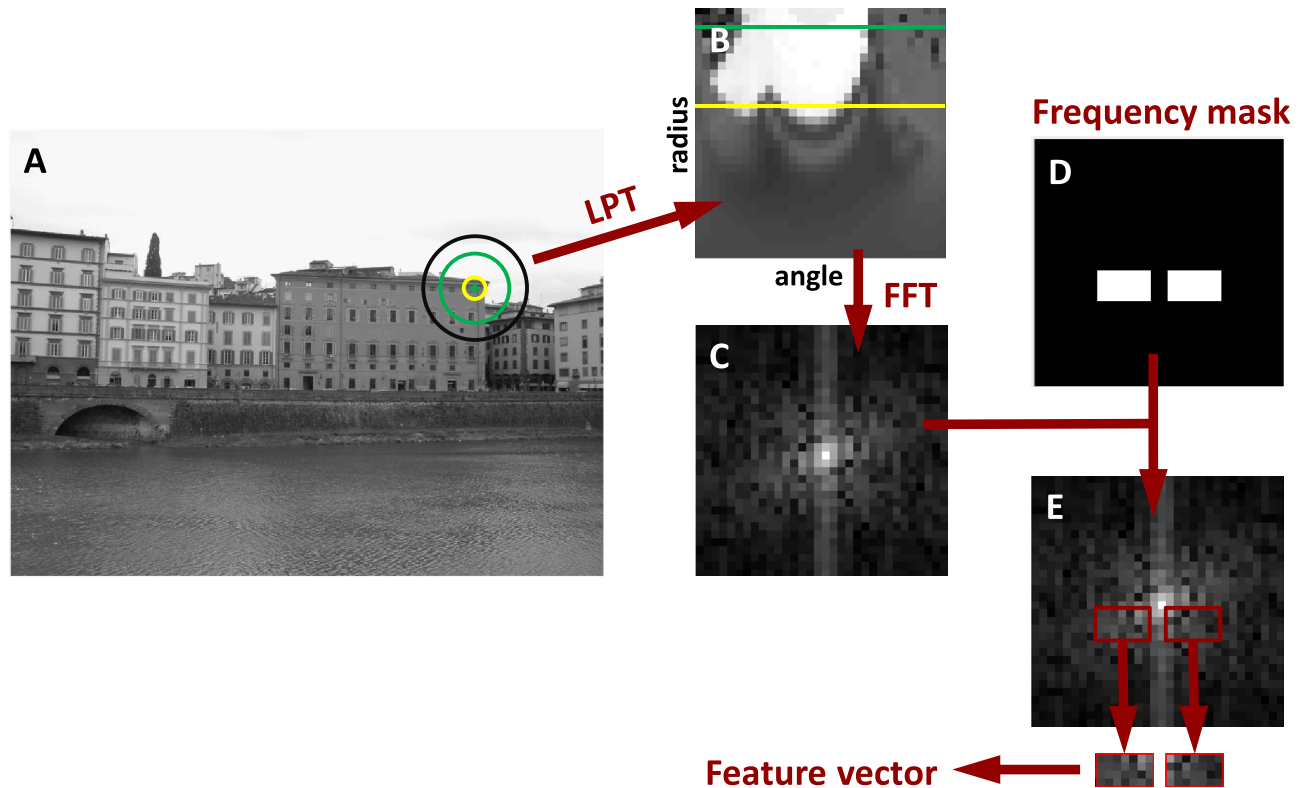 A
LPT
B
radius
angle
FFT
Frequency mask
D
C
E
Feature vector